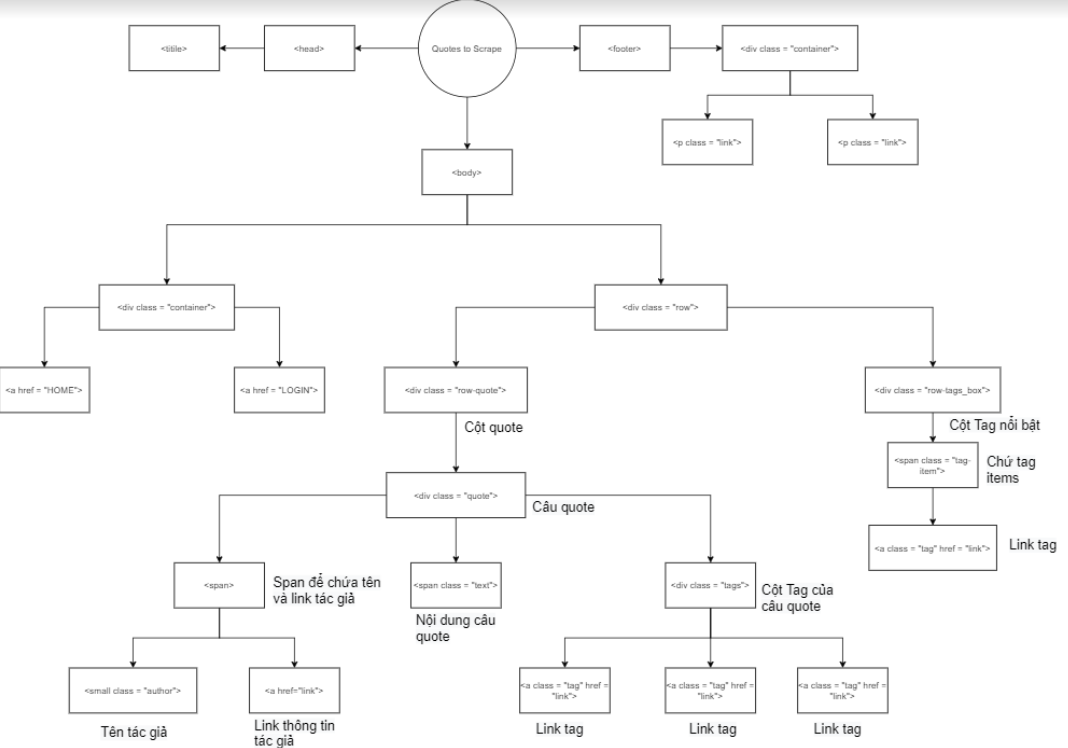 <titile>
<head>
Quotes to Scrape
<footer>
<div class = "container">
<p class = "link">
<p class = "link">
<body>
<div class = "container">
<div class = "row">
<a href = "HOME">
<a href = "LOGIN">
<div class = "row-quote">
<div class = "row-tags_box">
Cột quote
Cột Tag nổi bật
<span class = "tag-
item">
Chứ tag
items
<div class = "quote">
Câu quote
<a class = "tag" href = "link">
Link tag
<span>
Span để chứa tên
và link tác giả
<span class = "text">
Nội dung câu
quote
<div class = "tags">
Cột Tag của
câu quote
<small class = "author">
Tên tác giả
<a href="link">
Link thông tin
tác giả
<a class = "tag" href =
"link">
Link tag
<a class = "tag" href =
"link">
Link tag
<a class = "tag" href =
"link">
Link tag